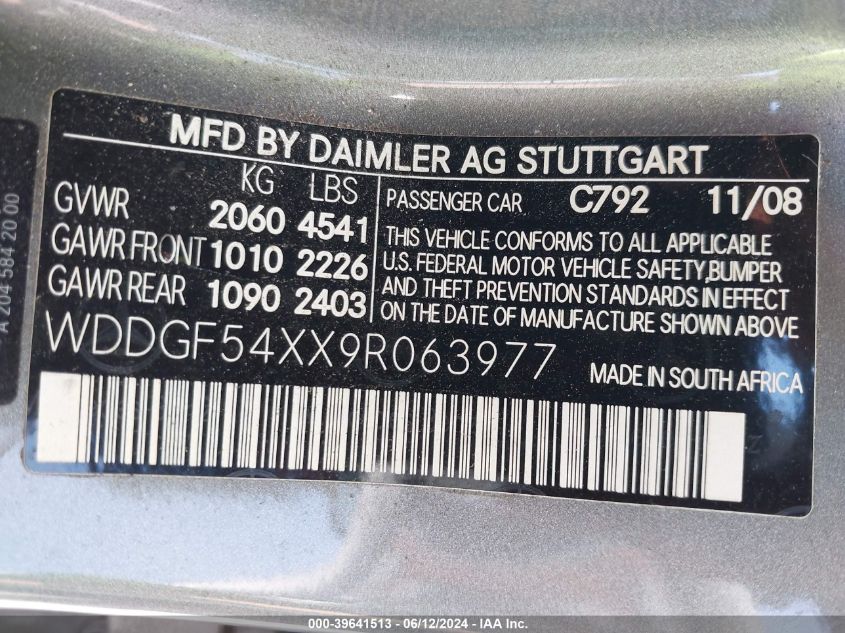 MFD BY DAIMLER AG STUTTGART
KG LBS
GVWR 2060 4541
GAWR FRONT 1010 2226
GAWR REAR 1090 2403
PASSENGER CAR C792 11/08
THIS VEHICLE CONFORMS TO ALL APPLICABLE
U.S. FEDERAL MOTOR VEHICLE SAFETY,BUMPER
AND THEFT PREVENTION STANDARDS IN EFFECT
ON THE DATE OF MANUFACTURE SHOWN ABOVE
WDDGF54XX9R063977
MADE IN SOUTH AFRICA
A 204 584 20 00
000-39641513 - 06/12/2024 - IAA Inc.